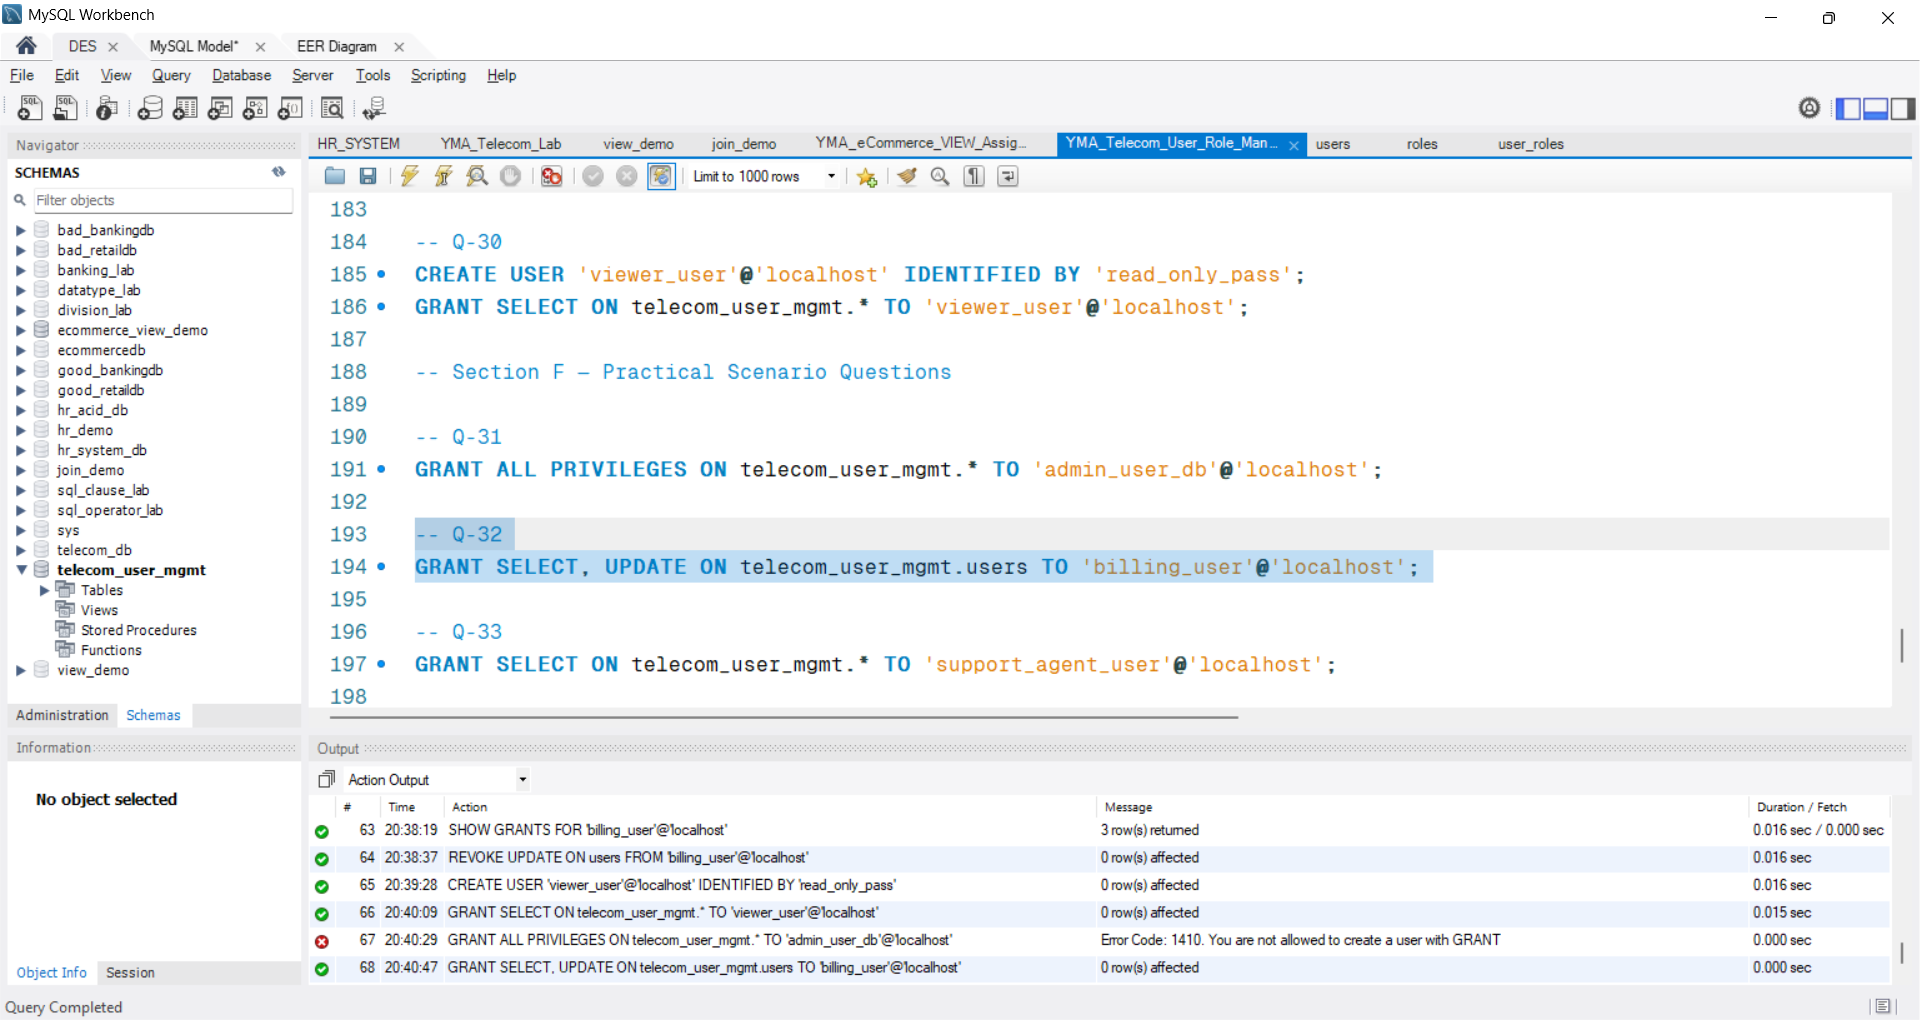 MySQL Workbench
DES
MySQL Model*
EER Diagram
File Edit View Query Database Server Tools Scripting Help
Navigator
SCHEMAS
Filter objects
bad_bankingdb
bad_retaildb
banking_lab
datatype_lab
division_lab
ecommerce_view_demo
ecommercedb
good_bankingdb
good_retaildb
hr_acid_db
hr_demo
hr_system_db
join_demo
sql_clause_lab
sql_operator_lab
sys
telecom_db
telecom_user_mgmt
Tables
Views
Stored Procedures
Functions
view_demo
Administration Schemas
Information
No object selected
Object Info Session
HR_SYSTEM YMA_Telecom_Lab view_demo join_demo YMA_eCommerce_VIEW_Assig... YMA_Telecom_User_Role_Man... users roles user_roles
Limit to 1000 rows
183
184 -- Q-30
185 CREATE USER 'viewer_user'@'localhost' IDENTIFIED BY 'read_only_pass';
186 GRANT SELECT ON telecom_user_mgmt.* TO 'viewer_user'@'localhost';
187
188 -- Section F – Practical Scenario Questions
189
190 -- Q-31
191 GRANT ALL PRIVILEGES ON telecom_user_mgmt.* TO 'admin_user_db'@'localhost';
192
193 -- Q-32
194 GRANT SELECT, UPDATE ON telecom_user_mgmt.users TO 'billing_user'@'localhost';
195
196 -- Q-33
197 GRANT SELECT ON telecom_user_mgmt.* TO 'support_agent_user'@'localhost';
198
Output
Action Output
# Time Action Message Duration / Fetch
63 20:38:19 SHOW GRANTS FOR 'billing_user'@'localhost' 3 row(s) returned 0.016 sec / 0.000 sec
64 20:38:37 REVOKE UPDATE ON users FROM 'billing_user'@'localhost' 0 row(s) affected 0.016 sec
65 20:39:28 CREATE USER 'viewer_user'@'localhost' IDENTIFIED BY 'read_only_pass' 0 row(s) affected 0.016 sec
66 20:40:09 GRANT SELECT ON telecom_user_mgmt.* TO 'viewer_user'@'localhost' 0 row(s) affected 0.015 sec
67 20:40:29 GRANT ALL PRIVILEGES ON telecom_user_mgmt.* TO 'admin_user_db'@'localhost' Error Code: 1410. You are not allowed to create a user with GRANT 0.000 sec
68 20:40:47 GRANT SELECT, UPDATE ON telecom_user_mgmt.users TO 'billing_user'@'localhost' 0 row(s) affected 0.000 sec
Query Completed